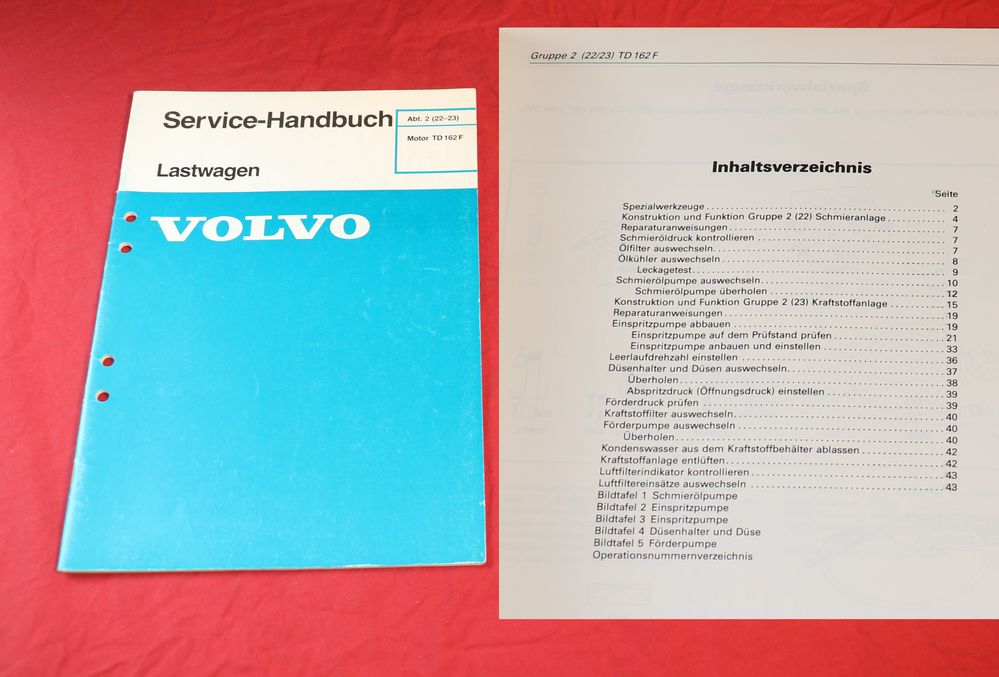 Service-Handbuch
Abt. 2 (22–23)
Motor TD 162 F
Lastwagen
VOLVO
Gruppe 2 (22/23) TD 162 F
Inhaltsverzeichnis
Seite
Spezialwerkzeuge 2
Konstruktion und Funktion Gruppe 2 (22) Schmieranlage 4
Reparaturanweisungen 7
Schmieröldruck kontrollieren 7
Ölfilter auswechseln 7
Ölkühler auswechseln 8
Leckagetest 9
Schmierölpumpe auswechseln 10
Schmierölpumpe überholen 12
Konstruktion und Funktion Gruppe 2 (23) Kraftstoffanlage 15
Reparaturanweisungen 19
Einspritzpumpe abbauen 19
Einspritzpumpe auf dem Prüfstand prüfen 21
Einspritzpumpe anbauen und einstellen 33
Leerlaufdrehzahl einstellen 36
Düsenhalter und Düsen auswechseln 37
Überholen 38
Abspritzdruck (Öffnungsdruck) einstellen 39
Förderdruck prüfen 39
Kraftstoffilter auswechseln 40
Förderpumpe auswechseln 40
Überholen 40
Kondenswasser aus dem Kraftstoffbehälter ablassen 42
Kraftstoffanlage entlüften 42
Luftfilterindikator kontrollieren 43
Luftfiltereinsätze auswechseln 43
Bildtafel 1 Schmierölpumpe
Bildtafel 2 Einspritzpumpe
Bildtafel 3 Einspritzpumpe
Bildtafel 4 Düsenhalter und Düse
Bildtafel 5 Förderpumpe
Operationsnummernverzeichnis